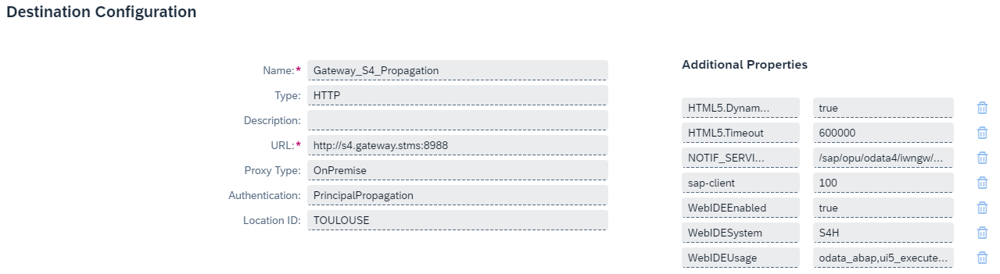 Destination Configuration
Name:* Gateway_S4_Propagation
Type: HTTP
Description:
URL:* http://s4.gateway.stms:8988
Proxy Type: OnPremise
Authentication: PrincipalPropagation
Location ID: TOULOUSE
Additional Properties
HTML5.Dynam... true
HTML5.Timeout 600000
NOTIF_SERVI... /sap/opu/odata4/iwngw/...
sap-client 100
WebIDEEnabled true
WebIDESystem S4H
WebIDEUsage odata_abap,ui5_execute...